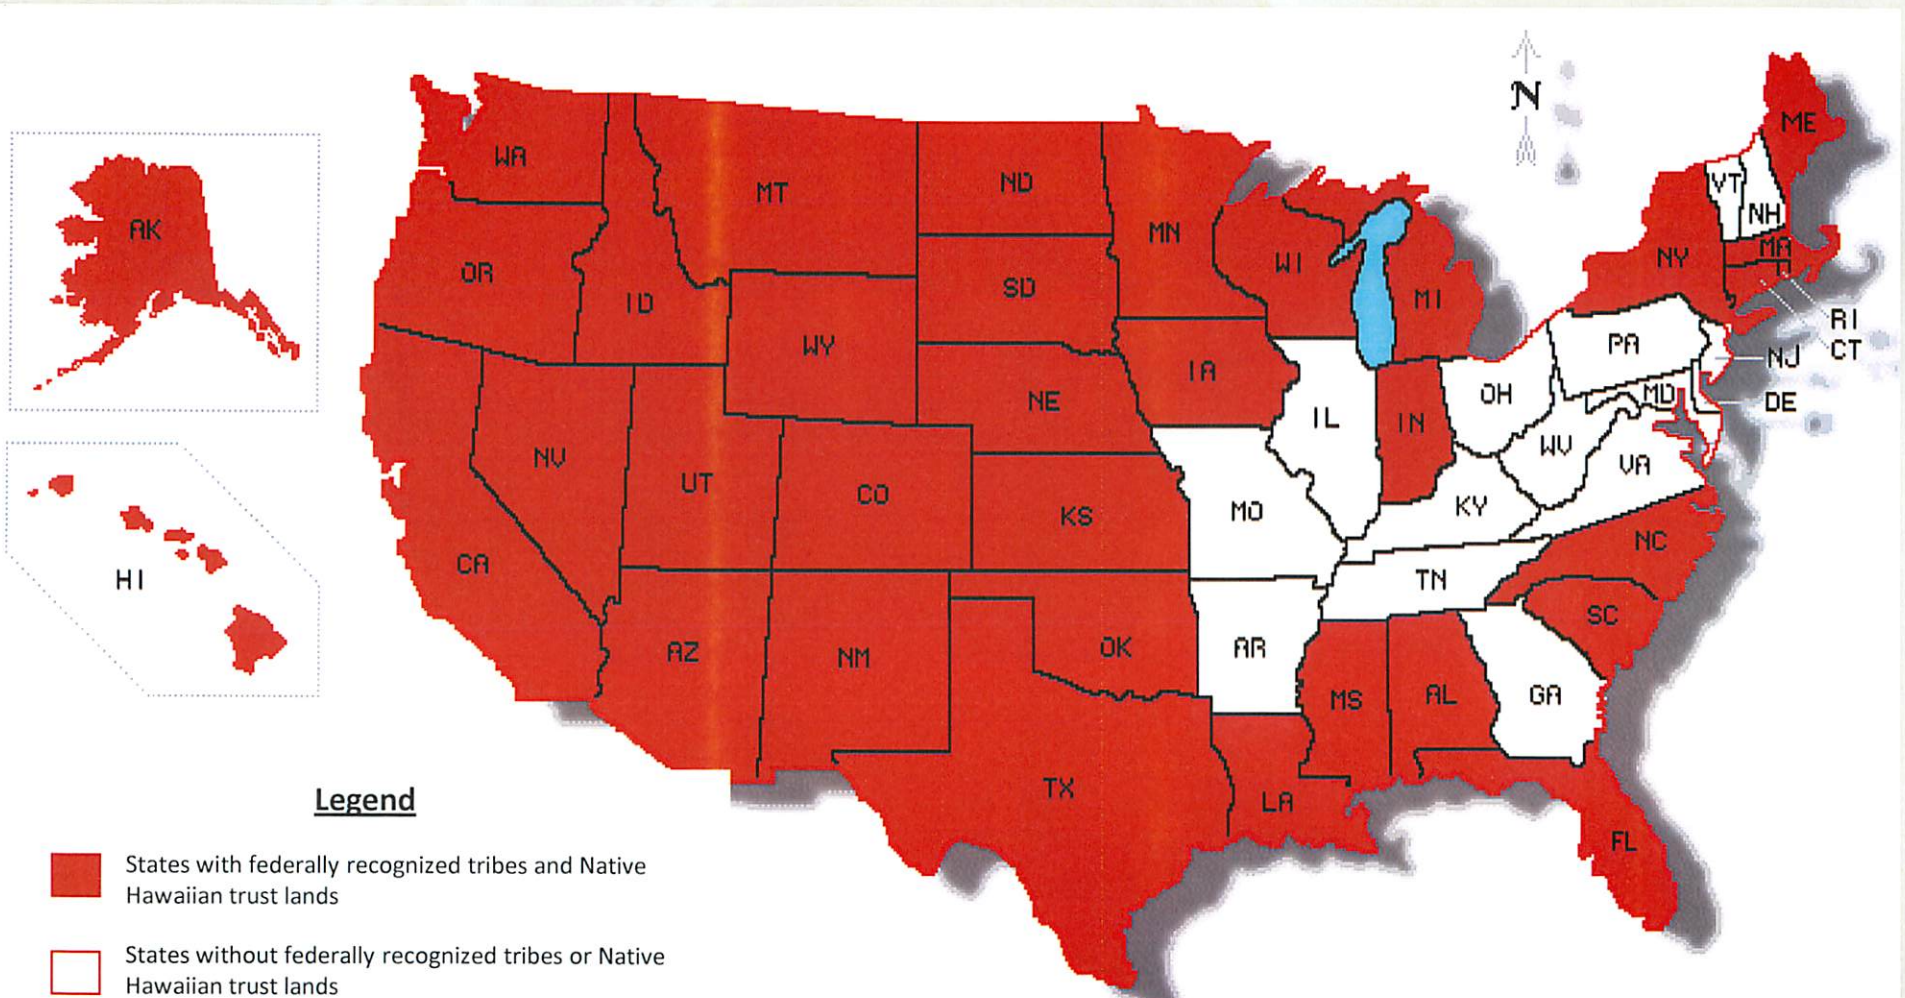 N
ME
WA
MT
ND
MN
VT
NH
AK
OR
ID
SD
WI
MI
NY
MA
WY
RI
CT
PA
NJ
IA
NE
OH
MD
DE
IL
IN
NV
UT
CO
WV
VA
KS
MO
KY
HI
CA
NC
TN
AZ
NM
OK
AR
SC
MS
AL
GA
TX
LA
FL
Legend
States with federally recognized tribes and Native
Hawaiian trust lands
States without federally recognized tribes or Native
Hawaiian trust lands